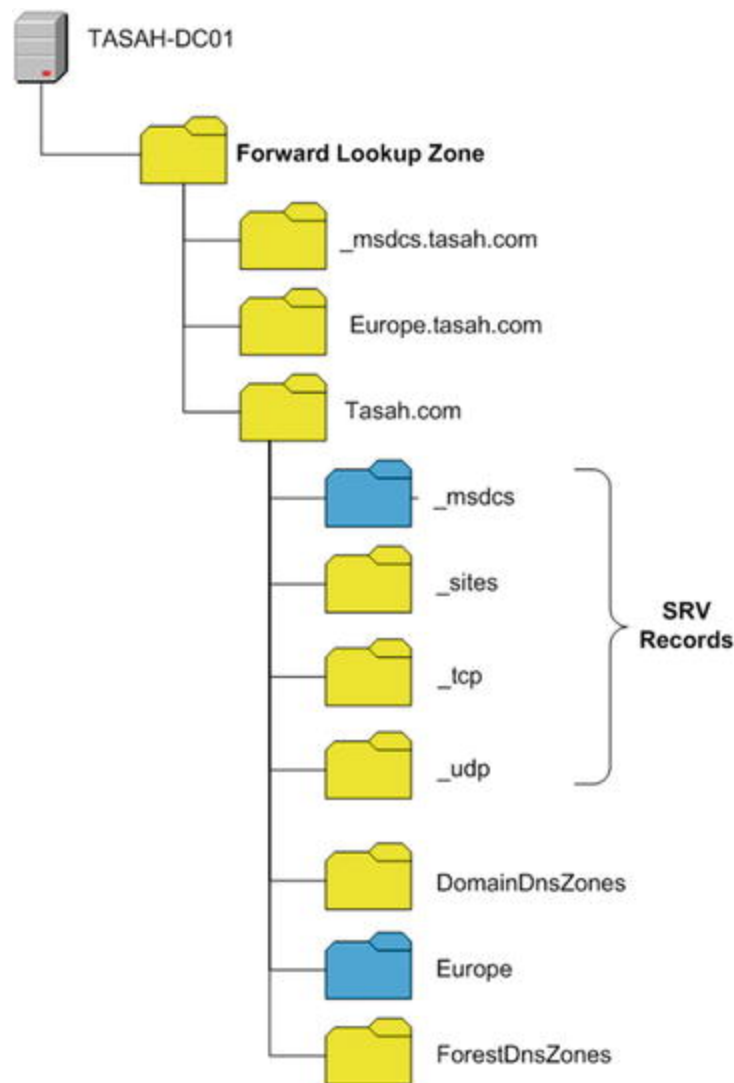 TASAH-DC01
Forward Lookup Zone
_msdcs.tasah.com
Europe.tasah.com
Tasah.com
_msdcs
_sites
_tcp
_udp
SRV
Records
DomainDnsZones
Europe
ForestDnsZones